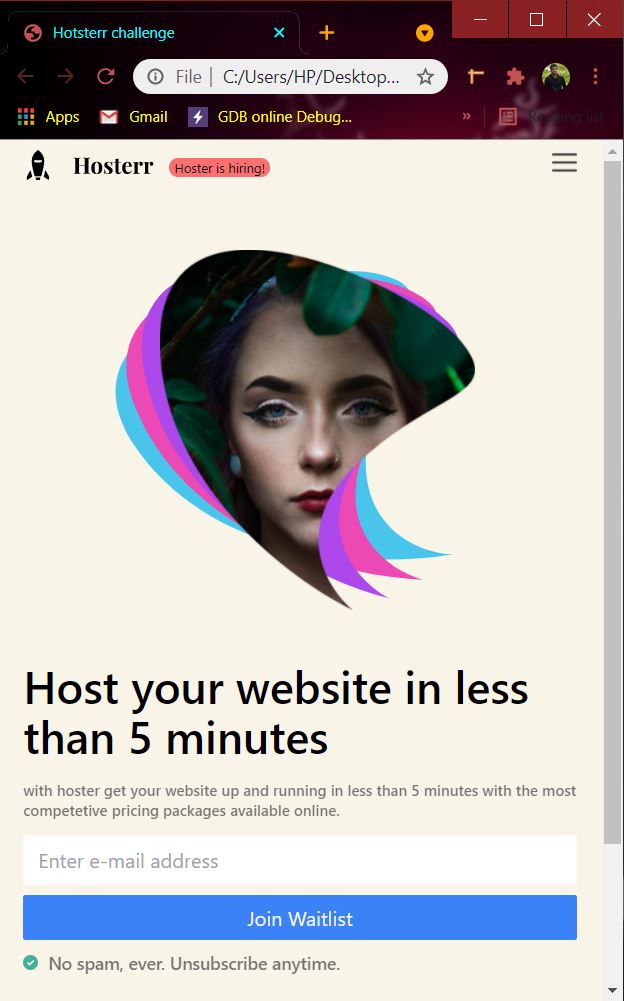 Hotsterr challenge
File | C:/Users/HP/Desktop...
Apps Gmail GDB online Debug... » Reading list
Hosterr Hoster is hiring!
Host your website in less
than 5 minutes
with hoster get your website up and running in less than 5 minutes with the most
competetive pricing packages available online.
Enter e-mail address
Join Waitlist
No spam, ever. Unsubscribe anytime.